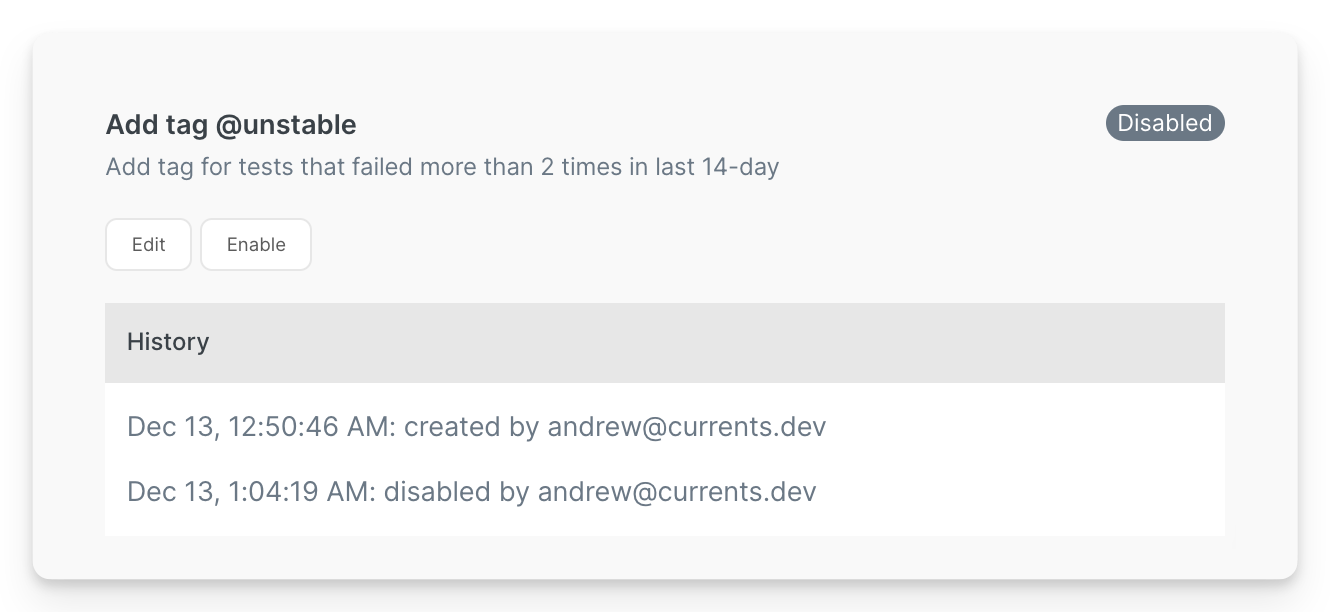 Add tag @unstable
Disabled
Add tag for tests that failed more than 2 times in last 14-day
Edit
Enable
History
Dec 13, 12:50:46 AM: created by andrew@currents.dev
Dec 13, 1:04:19 AM: disabled by andrew@currents.dev